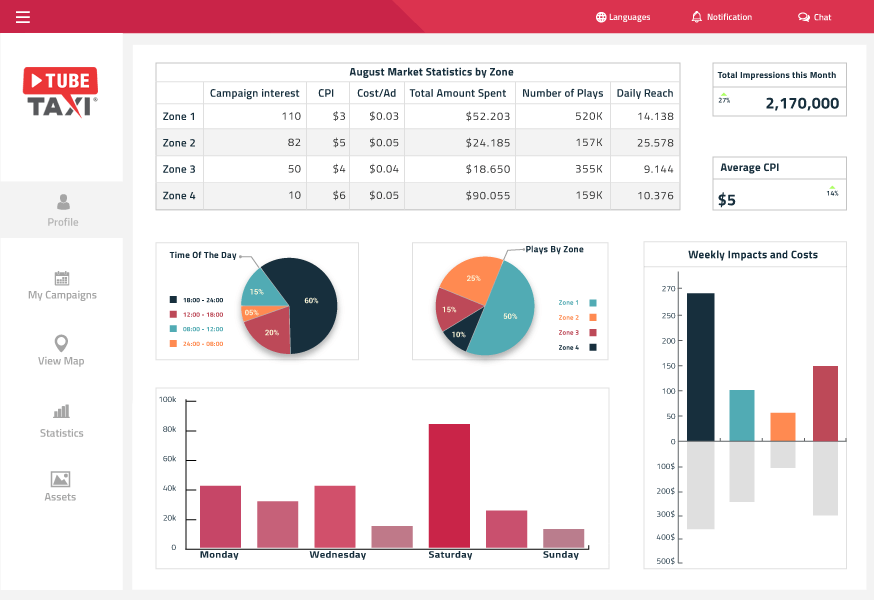 Languages
Notification
Chat
TUBE
TAXI®
Profile
My Campaigns
View Map
Statistics
Assets
August Market Statistics by Zone
Campaign interest CPI Cost/Ad Total Amount Spent Number of Plays Daily Reach
Zone 1 110 $3 $0.03 $52.203 520K 14.138
Zone 2 82 $5 $0.05 $24.185 157K 25.578
Zone 3 50 $4 $0.04 $18.650 355K 9.144
Zone 4 10 $6 $0.05 $90.055 159K 10.376
Total Impressions this Month
27% 2,170,000
Average CPI
14%
$5
Time Of The Day
18:00 - 24:00
12:00 - 18:00
08:00 - 12:00
24:00 - 08:00
60%
15%
05%
20%
Plays By Zone
25%
15%
50%
10%
Zone 1
Zone 2
Zone 3
Zone 4
Weekly Impacts and Costs
270
250
200
150
100
50
0
100$
200$
300$
400$
500$
100k
80k
60k
40k
20k
0
Monday Wednesday Saturday Sunday